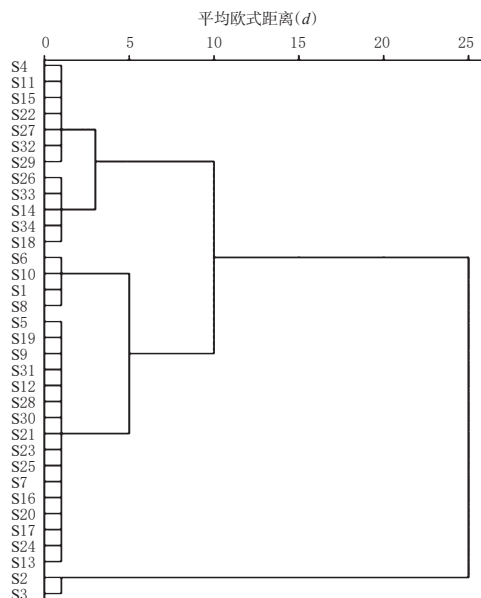 平均欧式距离(d)
0 5 10 15 20 25
S4
S11
S15
S22
S27
S32
S29
S26
S33
S14
S34
S18
S6
S10
S1
S8
S5
S19
S9
S31
S12
S28
S30
S21
S23
S25
S7
S16
S20
S17
S24
S13
S2
S3